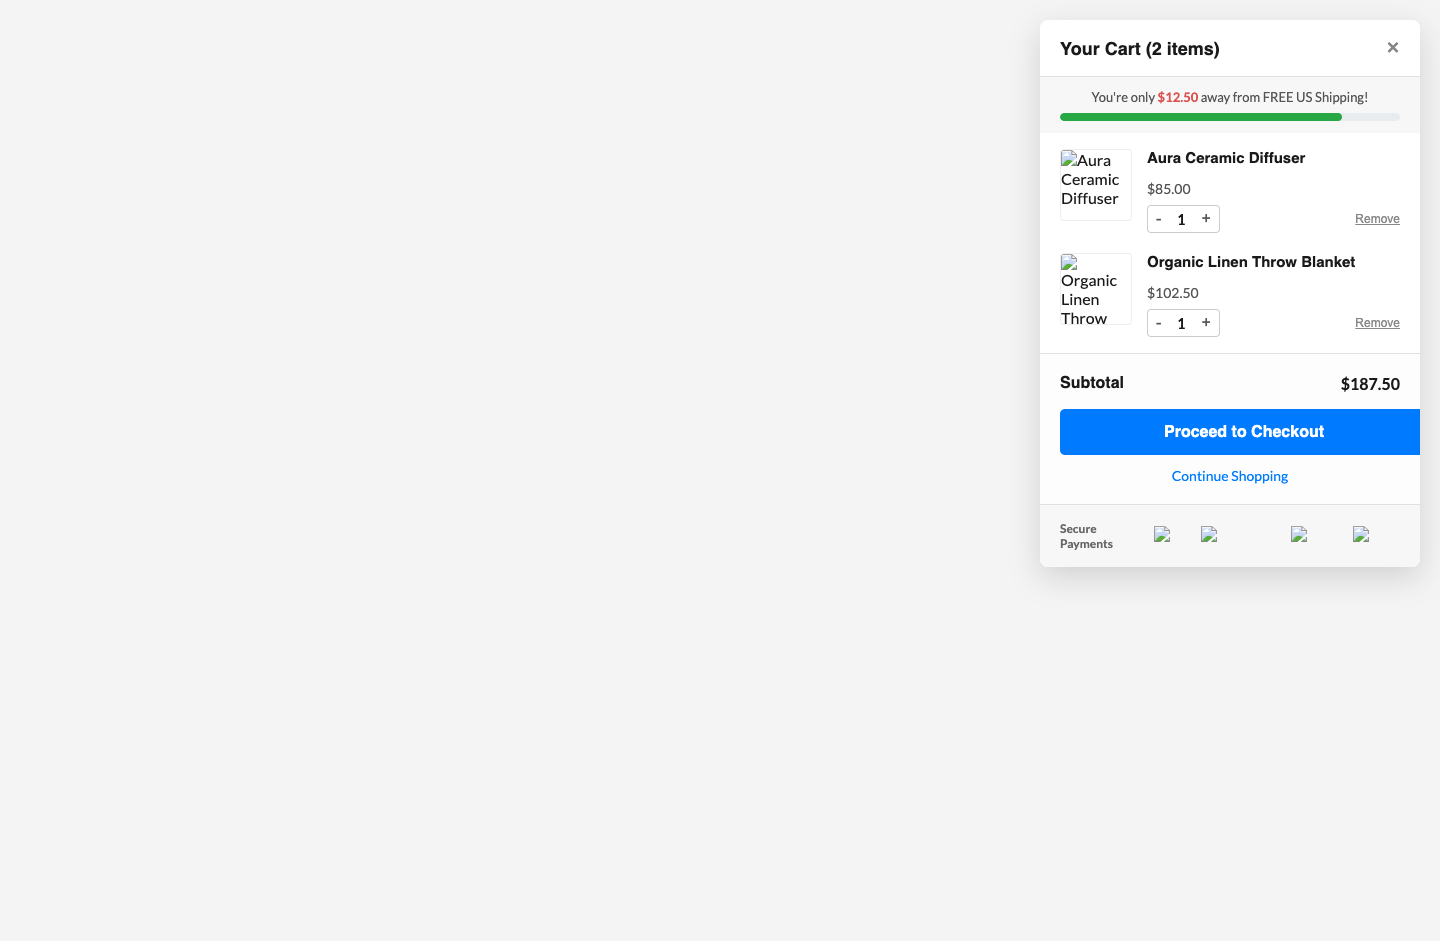 Your Cart (2 items) ×
You're only $12.50 away from FREE US Shipping!
Aura
Ceramic
Diffuser
Aura Ceramic Diffuser
$85.00
- 1 + Remove
Organic
Linen
Throw
Organic Linen Throw Blanket
$102.50
- 1 + Remove
Subtotal $187.50
Proceed to Checkout
Continue Shopping
Secure
Payments